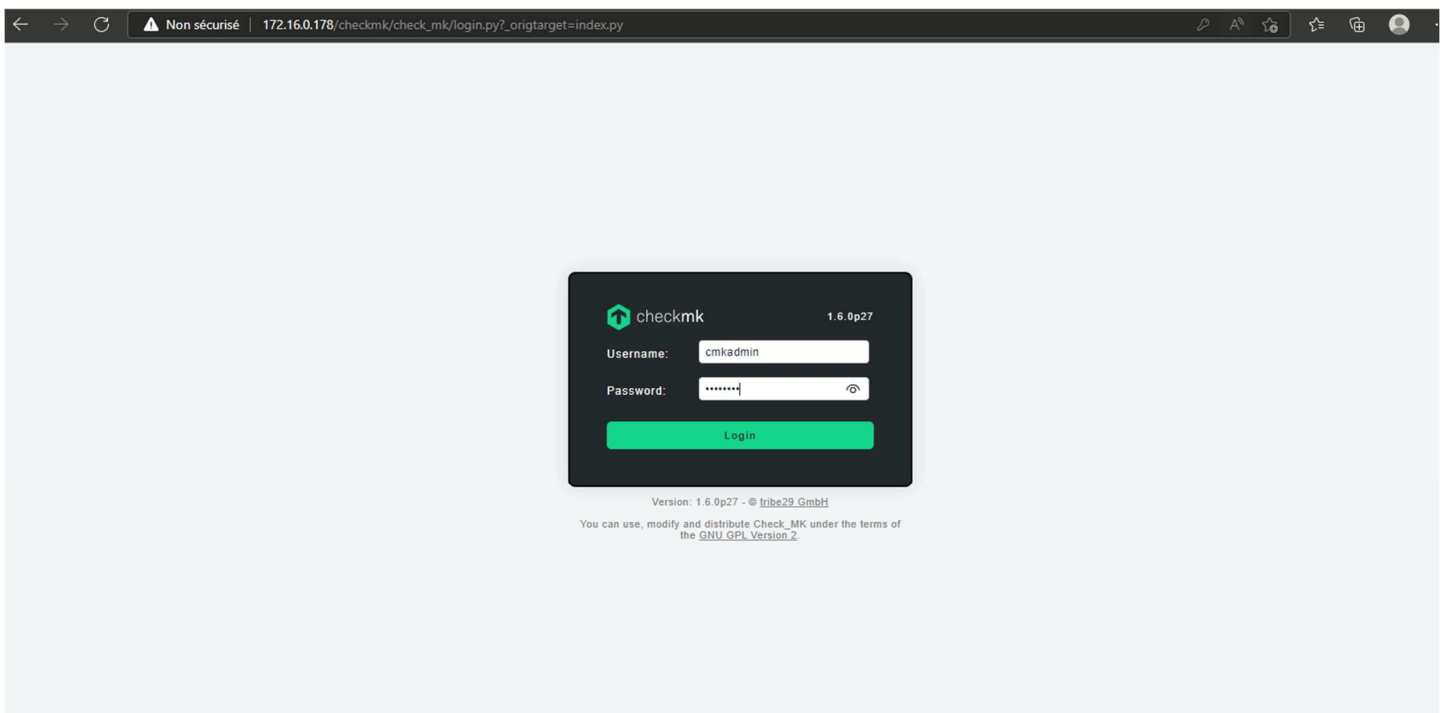 Non sécurisé | 172.16.0.178/checkmk/check_mk/login.py?_origtarget=index.py
checkmk 1.6.0p27
Username: cmkadmin
Password: ••••••••
Login
Version: 1.6.0p27 - © tribe29 GmbH
You can use, modify and distribute Check_MK under the terms of
the GNU GPL Version 2.